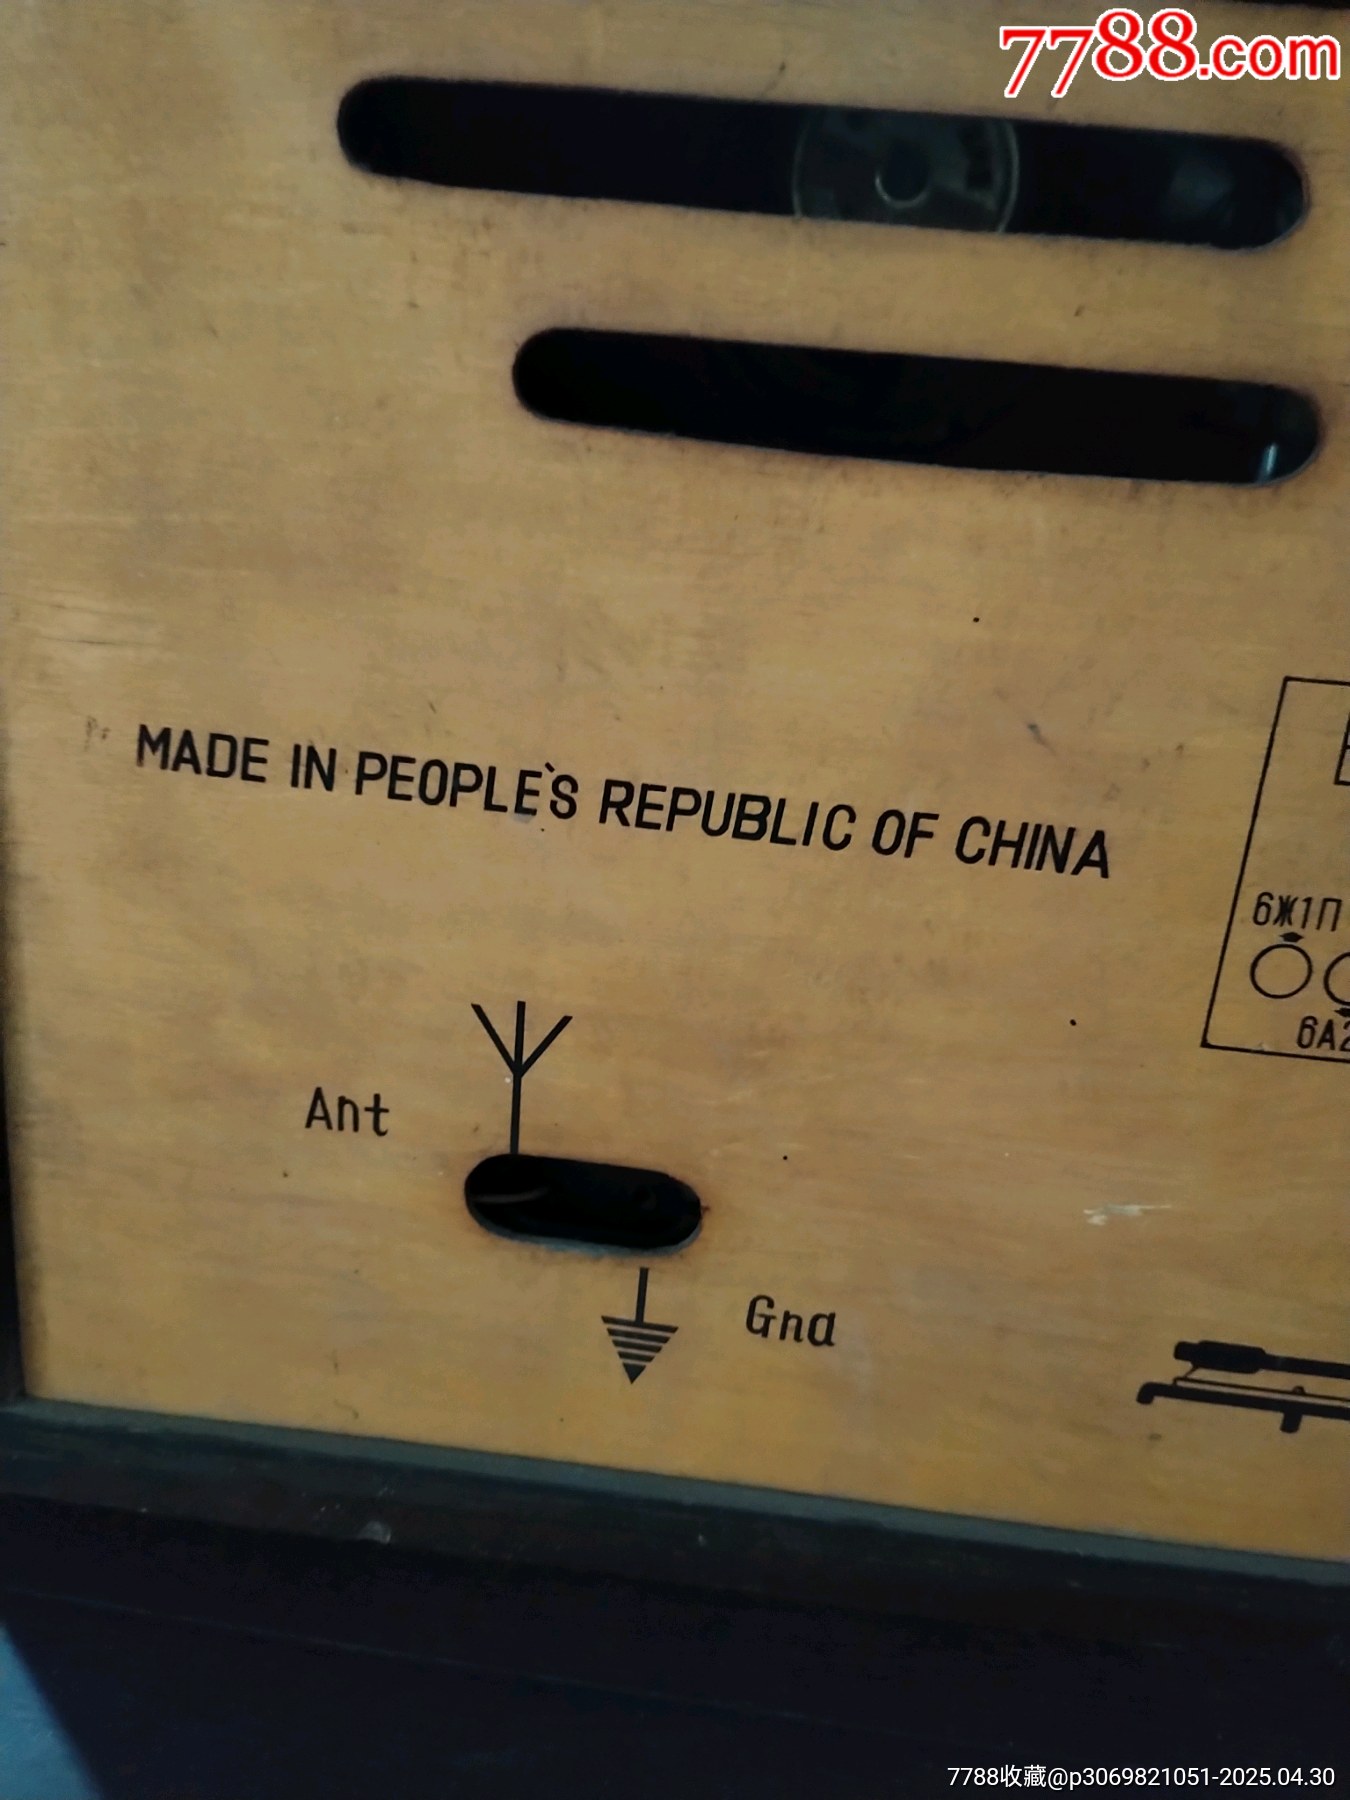 7788.com
MADE IN PEOPLE`S REPUBLIC OF CHINA
6Ж1П
6A2
Ant
Gnd
7788收藏@p3069821051-2025.04.30